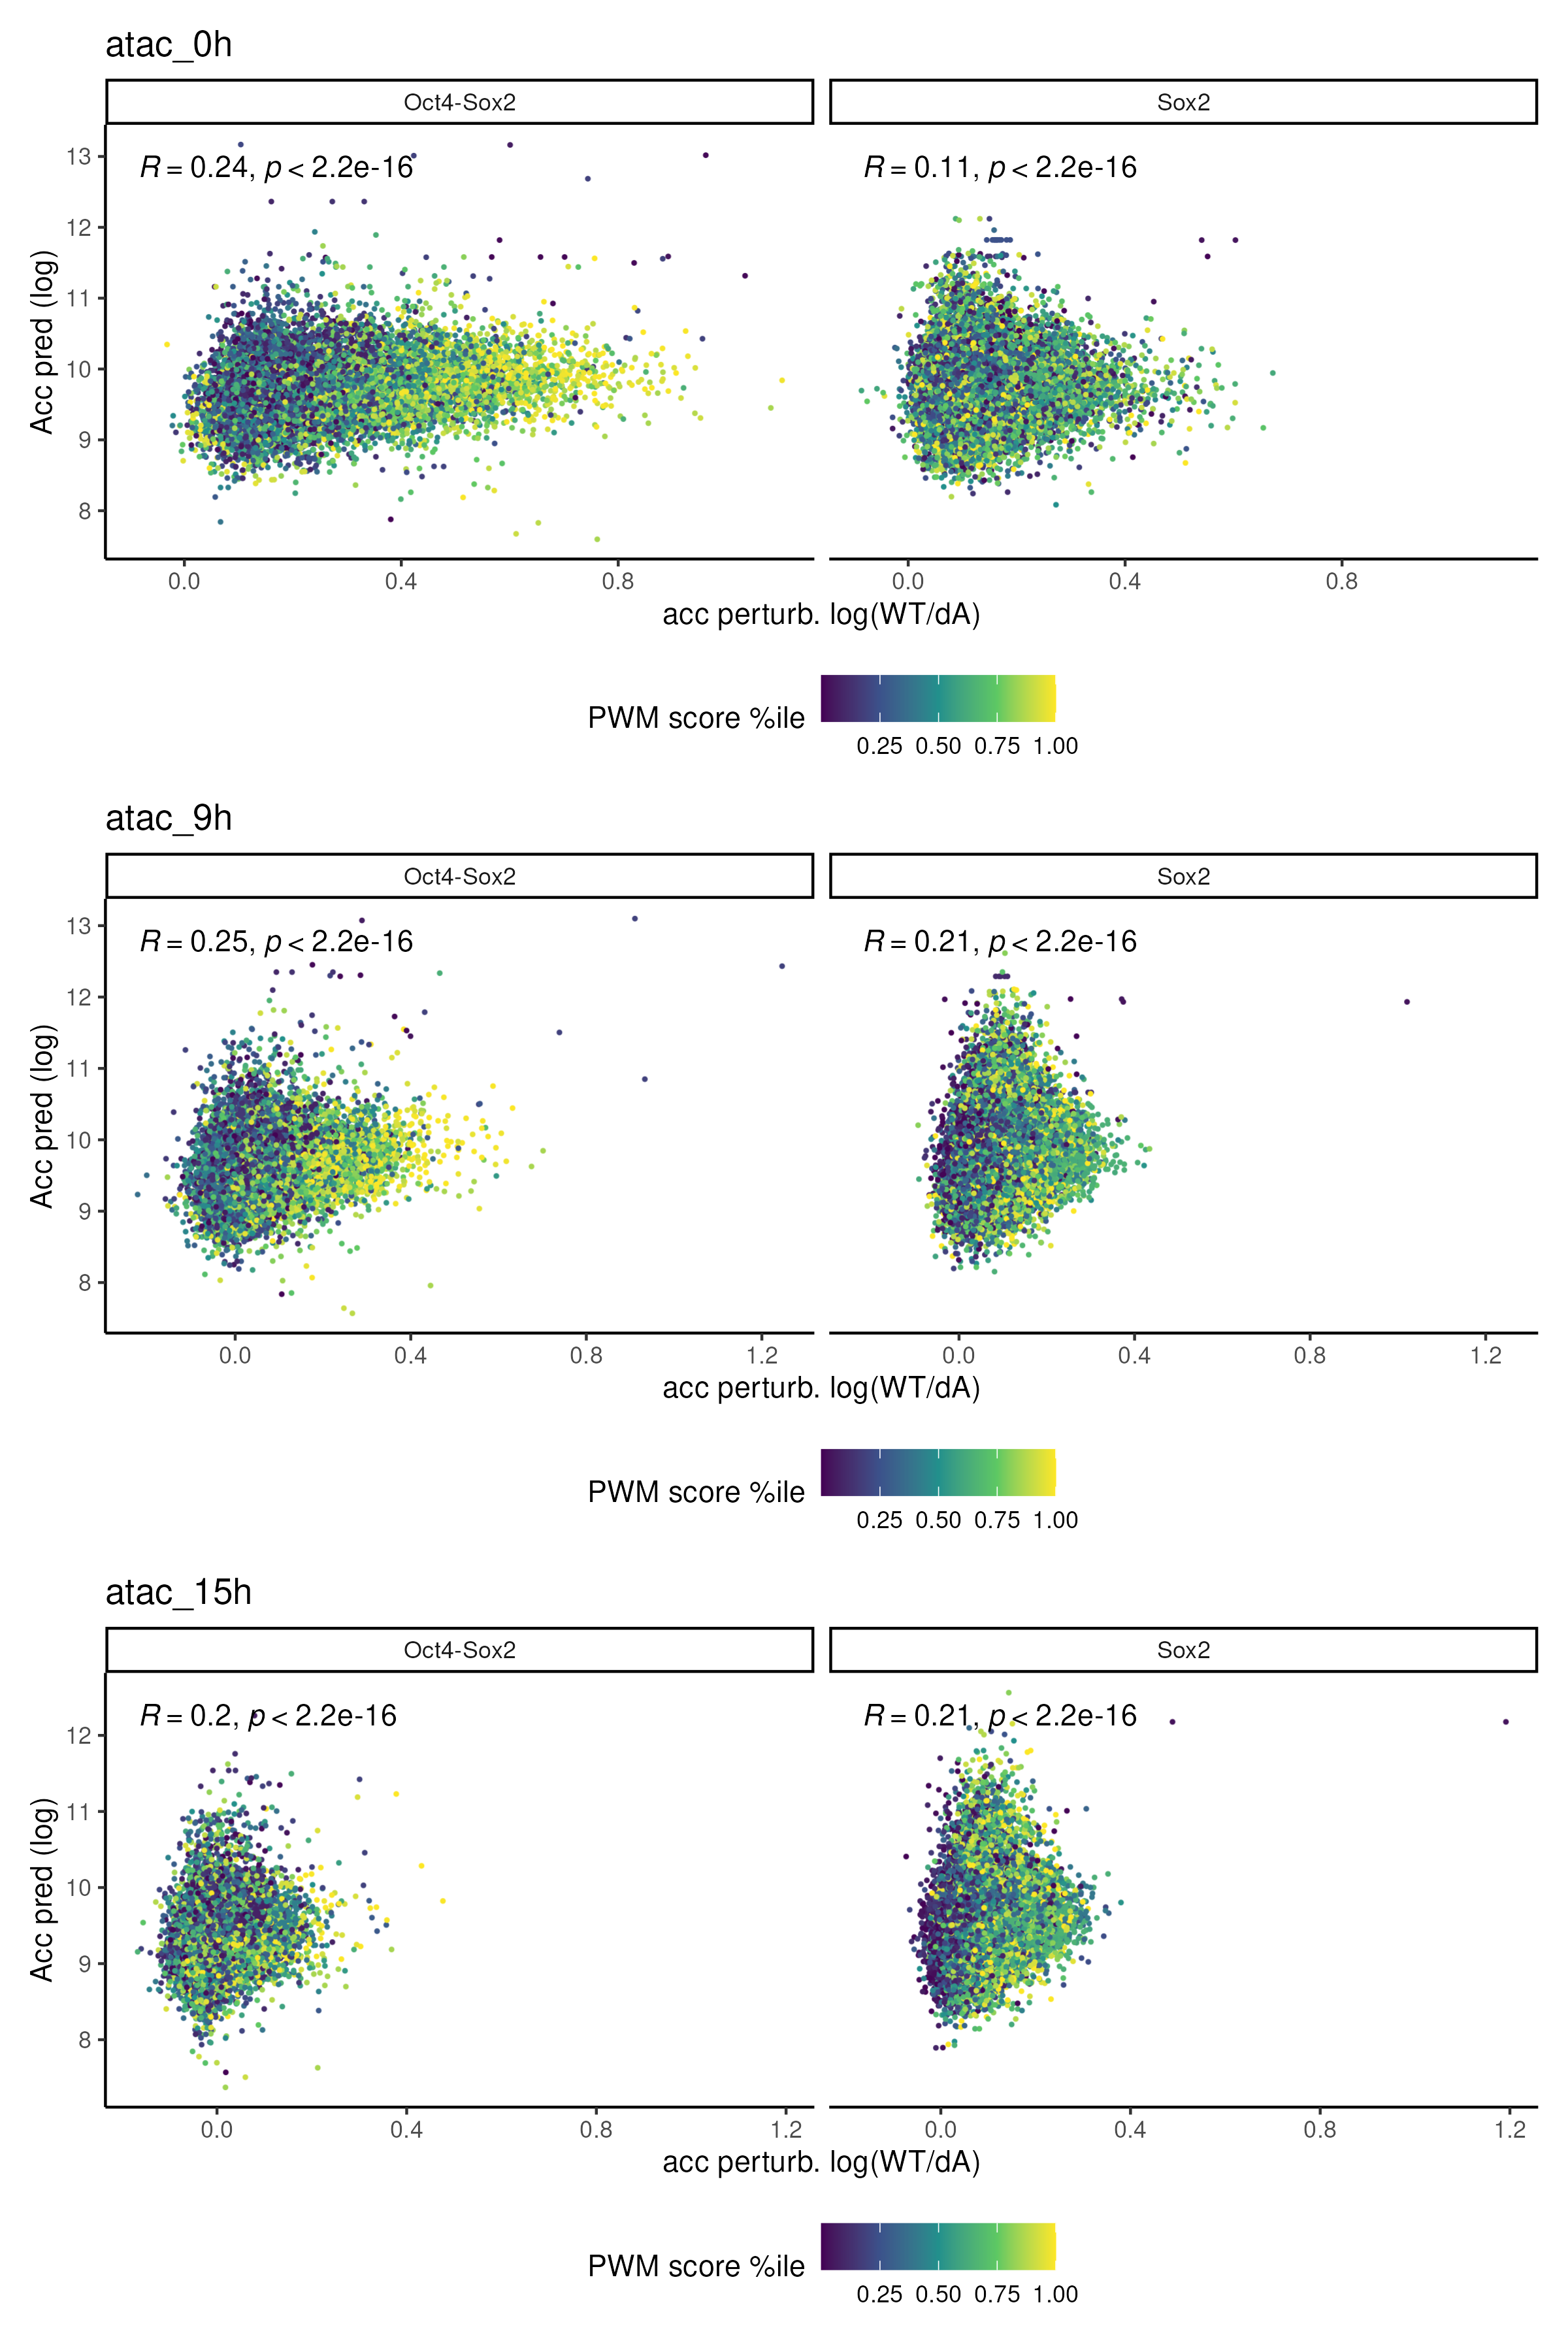 atac_0h
Oct4-Sox2 Sox2
R = 0.24, p < 2.2e-16 R = 0.11, p < 2.2e-16
13
12
11
10
9
8
Acc pred (log)
0.0 0.4 0.8 0.0 0.4 0.8
acc perturb. log(WT/dA)
PWM score %ile
0.25 0.50 0.75 1.00
atac_9h
Oct4-Sox2 Sox2
R = 0.25, p < 2.2e-16 R = 0.21, p < 2.2e-16
13
12
11
10
9
8
Acc pred (log)
0.0 0.4 0.8 1.2 0.0 0.4 0.8 1.2
acc perturb. log(WT/dA)
PWM score %ile
0.25 0.50 0.75 1.00
atac_15h
Oct4-Sox2 Sox2
R = 0.2, p < 2.2e-16 R = 0.21, p < 2.2e-16
12
11
10
9
8
Acc pred (log)
0.0 0.4 0.8 1.2 0.0 0.4 0.8 1.2
acc perturb. log(WT/dA)
PWM score %ile
0.25 0.50 0.75 1.00